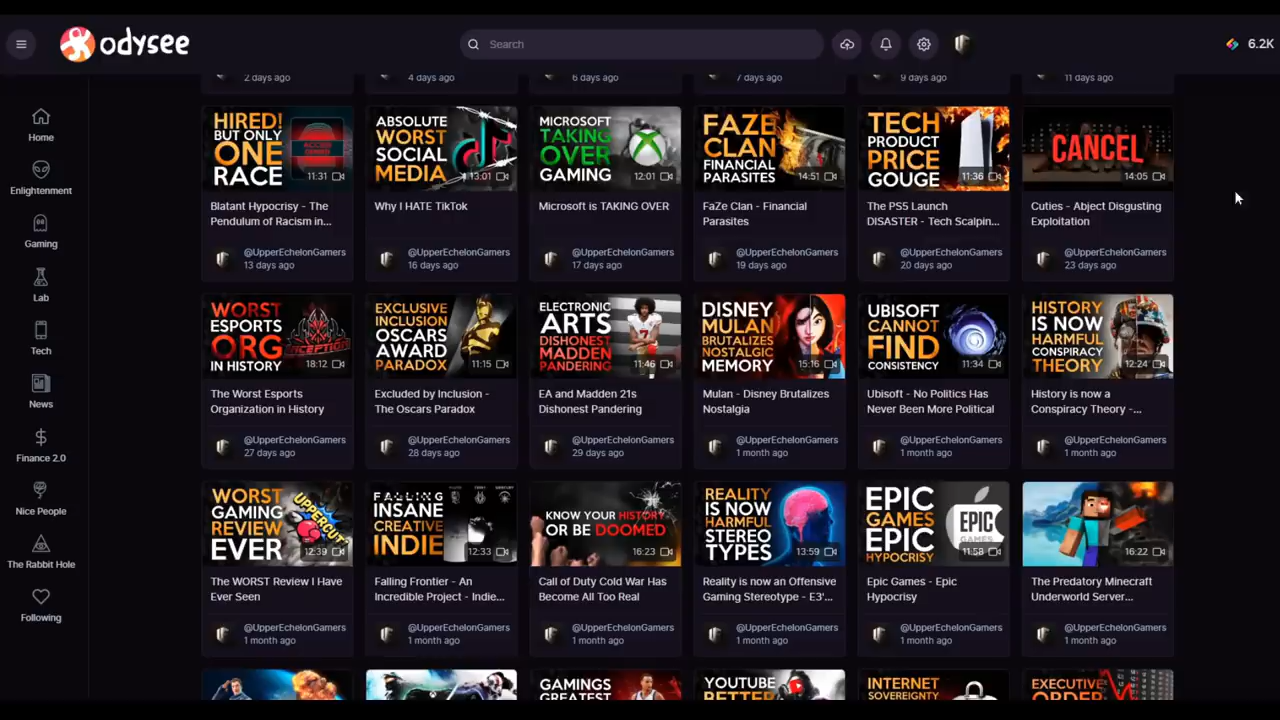 odysee
Search
6.2K
Home
Enlightenment
Gaming
Lab
Tech
News
Finance 2.0
Nice People
The Rabbit Hole
Following
2 days ago
4 days ago
6 days ago
7 days ago
9 days ago
11 days ago
HIRED!
BUT ONLY
ONE
RACE
11:31
Blatant Hypocrisy - The
Pendulum of Racism in...
@UpperEchelonGamers
13 days ago
ABSOLUTE
WORST
SOCIAL
MEDIA
13:01
Why I HATE TikTok
@UpperEchelonGamers
16 days ago
MICROSOFT
TAKING
OVER
GAMING
12:01
Microsoft is TAKING OVER
@UpperEchelonGamers
17 days ago
FAZE
CLAN
FINANCIAL
PARASITES
14:51
FaZe Clan - Financial
Parasites
@UpperEchelonGamers
19 days ago
TECH
PRODUCT
PRICE
GOUGE
11:36
The PS5 Launch
DISASTER - Tech Scalpin...
@UpperEchelonGamers
20 days ago
CANCEL
14:05
Cuties - Abject Disgusting
Exploitation
@UpperEchelonGamers
23 days ago
WORST
ESPORTS
ORG
IN HISTORY
18:12
The Worst Esports
Organization in History
@UpperEchelonGamers
27 days ago
EXCLUSIVE
INCLUSION
OSCARS
AWARD
PARADOX
11:15
Excluded by Inclusion -
The Oscars Paradox
@UpperEchelonGamers
28 days ago
ELECTRONIC
ARTS
DISHONEST
MADDEN
PANDERING
11:46
EA and Madden 21s
Dishonest Pandering
@UpperEchelonGamers
29 days ago
DISNEY
MULAN
BRUTALIZES
NOSTALGIC
MEMORY
15:16
Mulan - Disney Brutalizes
Nostalgia
@UpperEchelonGamers
1 month ago
UBISOFT
CANNOT
FIND
CONSISTENCY
11:34
Ubisoft - No Politics Has
Never Been More Political
@UpperEchelonGamers
1 month ago
HISTORY
IS NOW
HARMFUL
CONSPIRACY
THEORY
12:24
History is now a
Conspiracy Theory -...
@UpperEchelonGamers
1 month ago
WORST
GAMING
REVIEW
EVER
UPPERCUT
12:39
The WORST Review I Have
Ever Seen
@UpperEchelonGamers
1 month ago
FALLING
INSANE
CREATIVE
INDIE
12:33
Falling Frontier - An
Incredible Project - Indie...
@UpperEchelonGamers
1 month ago
KNOW YOUR HISTORY
OR BE DOOMED
16:23
Call of Duty Cold War Has
Become All Too Real
@UpperEchelonGamers
1 month ago
REALITY
IS NOW
HARMFUL
STEREO
TYPES
13:59
Reality is now an Offensive
Gaming Stereotype - E3'...
@UpperEchelonGamers
1 month ago
EPIC
GAMES
EPIC
HYPOCRISY
EPIC
GAMES
11:58
Epic Games - Epic
Hypocrisy
@UpperEchelonGamers
1 month ago
16:22
The Predatory Minecraft
Underworld Server...
@UpperEchelonGamers
1 month ago
GAMINGS
GREATEST
YOUTUBE
BETTER
INTERNET
SOVEREIGNTY
EXECUTIVE
ORDER